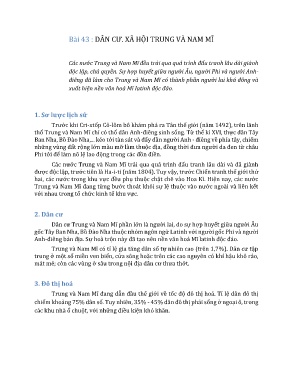 Bài 43 : DÂN CƯ. XÃ HỘI TRUNG VÀ NAM MĨ
Các nước Trung và Nam Mĩ đều trải qua quá trình đấu tranh lâu dài giành
độc lập, chủ quyền. Sự hợp huyết giữa người Âu, người Phi và người Anh-
điêng đã làm cho Trung và Nam Mĩ có thành phần người lai khá đông và
xuất hiện nền văn hoá Mĩ latinh độc đáo.
1. Sơ lược lịch sử
Trước khi Cri-xtốp Cô-lôm-bô khám phá ra Tân thế giới (năm 1492), trên lãnh
thổ Trung và Nam Mĩ chỉ có thổ dân Anh-điêng sinh sống. Từ thế kỉ XVI, thực dân Tây
Ban Nha, Bồ Đào Nha,... kéo tới tàn sát và đẩy dần người Anh - điêng về phía tây, chiếm
những vùng đất rộng lớn màu mỡ làm thuộc địa, đồng thời đưa người da đen từ châu
Phi tới để làm nô lệ lao động trong các đồn điền.
Các nước Trung và Nam Mĩ trải qua quá trình đấu tranh lâu dài và đã giành
được độc lập, trước tiên là Ha-i-ti (năm 1804). Tuy vậy, trước Chiến tranh thế giới thứ
hai, các nước trong khu vực đều phụ thuộc chặt chẽ vào Hoa Kì. Hiện nay, các nước
Trung và Nam Mĩ đang từng bước thoát khỏi sự lệ thuộc vào nước ngoài và liên kết
với nhau trong tổ chức kinh tế khu vực.
2. Dân cư
Dân cư Trung và Nam Mĩ phần lớn là người lai, do sự hợp huyết giữa người Âu
gốc Tây Ban Nha, Bồ Đào Nha thuộc nhóm ngôn ngữ Latinh với người gốc Phi và người
Anh-điêng bản địa. Sự hoà trộn này đã tạo nên nền văn hoá Mĩ latinh độc đáo.
Trung và Nam Mĩ có tỉ lệ gia tăng dân số tự nhiên cao (trên 1.7%). Dân cư tập
trung ở một số miền ven biển, cửa sông hoặc trên các cao nguyên có khí hậu khô ráo,
mát mẻ, còn các vùng ở sâu trong nội địa dân cư thưa thớt.
3. Đô thị hoá
Trung và Nam Mĩ đang dẫn đầu thế giới về tốc độ đô thị hoá. Tỉ lệ dân đô thị
chiếm khoảng 75% dân số. Tuy nhiên, 35% - 45% dân đô thị phải sống ở ngoại ô, trong
các khu nhà ổ chuột, với những điều kiện khó khăn.